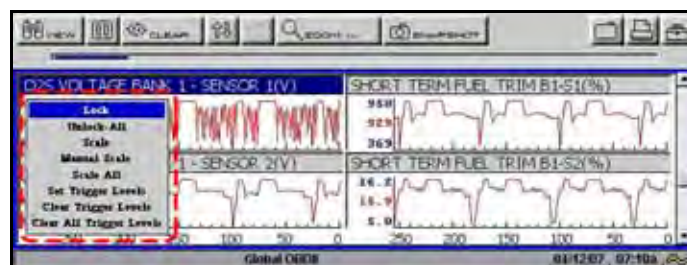 VIEW CLEAR ZOOM SNAPSHOT
O2S VOLTAGE BANK 1 - SENSOR 1(V) SHORT TERM FUEL TRIM B1-S1(%)
Lock
Unlock-All
Scale
Manual Scale
Scale All
Set Trigger Levels
Clear Trigger Levels
Clear All Trigger Levels
929
369
1 - SENSOR 2(V) SHORT TERM FUEL TRIM B1-S2(%)
16.2
5.0
150 100 50 0 250 200 150 100 50 0
Global OBDII 04/12/07, 07:10a